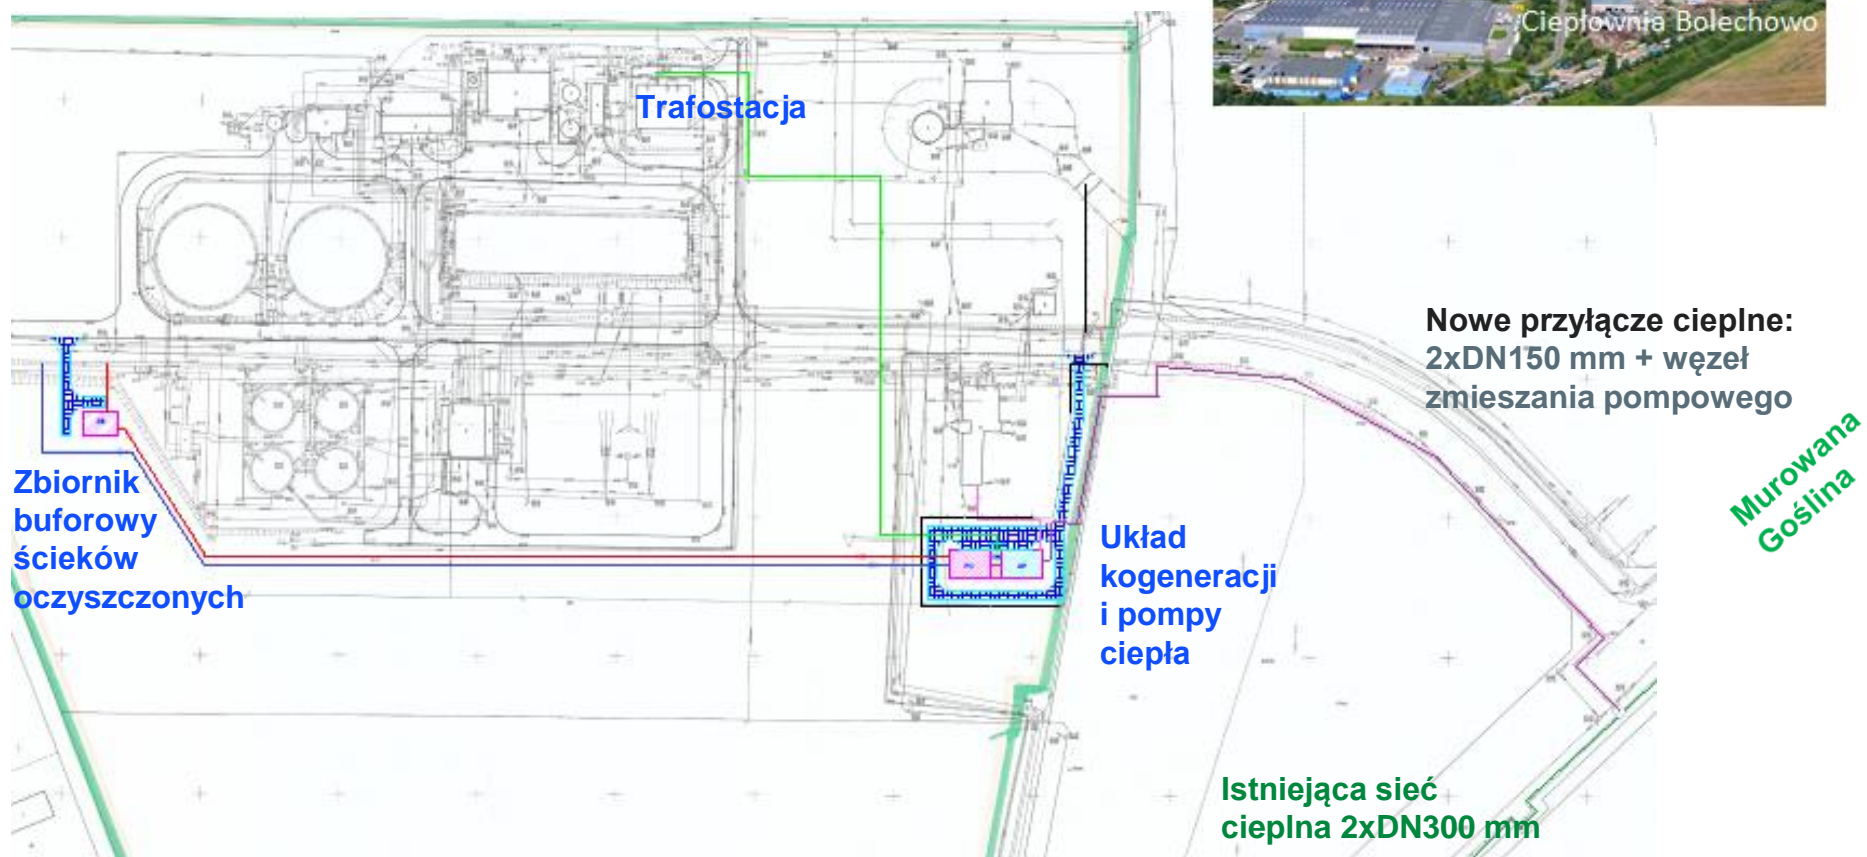 Ciepłownia Bolechowo
Trafostacja
Nowe przyłącze cieplne:
2xDN150 mm + węzeł
zmieszania pompowego
Murowana
Goślina
Zbiornik
buforowy
ścieków
oczyszczonych
Układ
kogeneracji
i pompy
ciepła
Istniejąca sieć
cieplna 2xDN300 mm